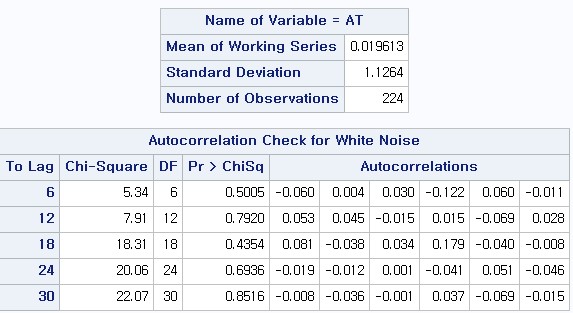 Name of Variable = AT
Mean of Working Series 0.019613
Standard Deviation 1.1264
Number of Observations 224
Autocorrelation Check for White Noise
To Lag Chi-Square DF Pr > ChiSq Autocorrelations
6 5.34 6 0.5005 -0.060 0.004 0.030 -0.122 0.060 -0.011
12 7.91 12 0.7920 0.053 0.045 -0.015 0.015 -0.069 0.028
18 18.31 18 0.4354 0.081 -0.038 0.034 0.179 -0.040 -0.008
24 20.06 24 0.6936 -0.019 -0.012 0.001 -0.041 0.051 -0.046
30 22.07 30 0.8516 -0.008 -0.036 -0.001 0.037 -0.069 -0.015